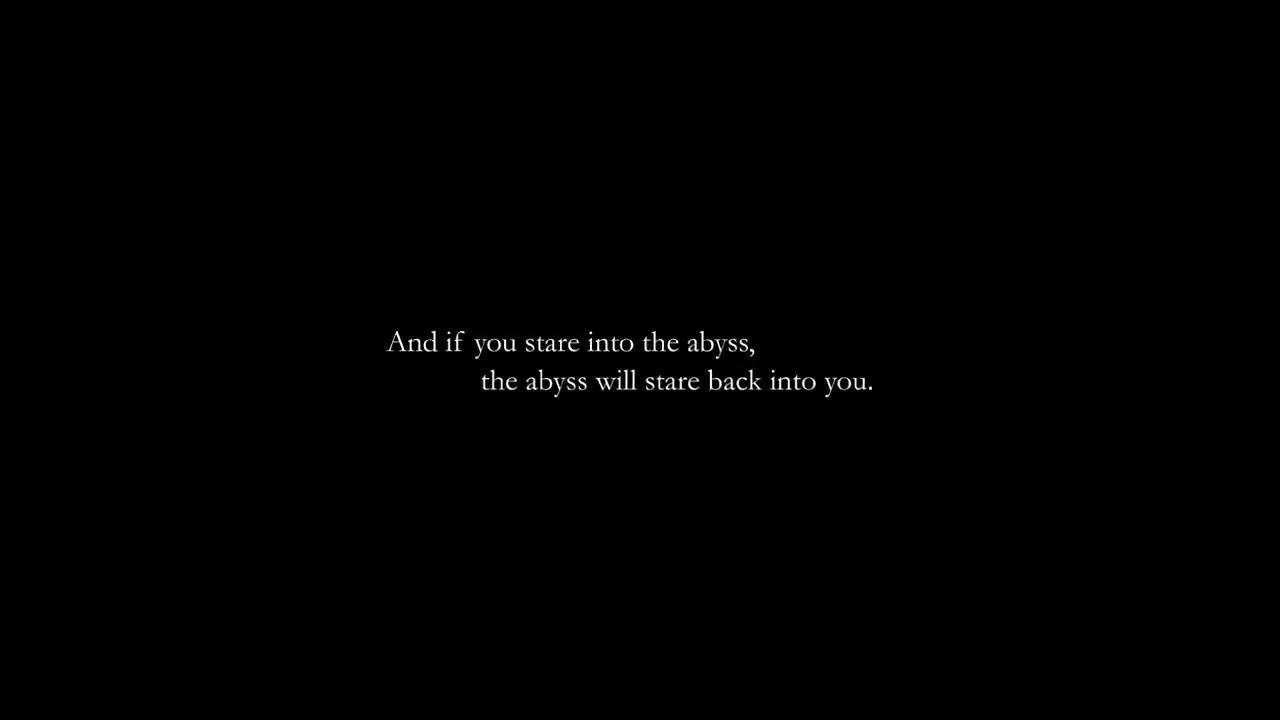 And if you stare into the abyss,
the abyss will stare back into you.